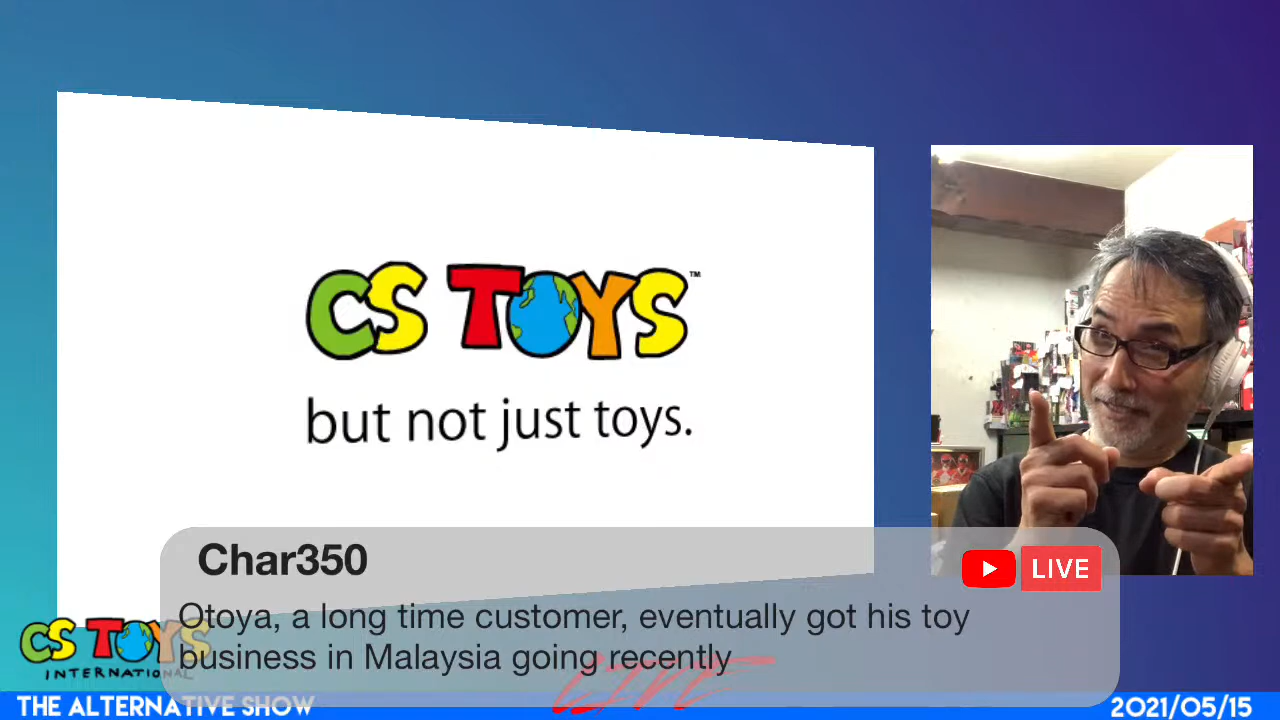 CS TOYS™
but not just toys.
Char350
LIVE
Otoya, a long time customer, eventually got his toy
business in Malaysia going recently
CS TOYS
INTERNATIONAL
LIVE
THE ALTERNATIVE SHOW
2021/05/15